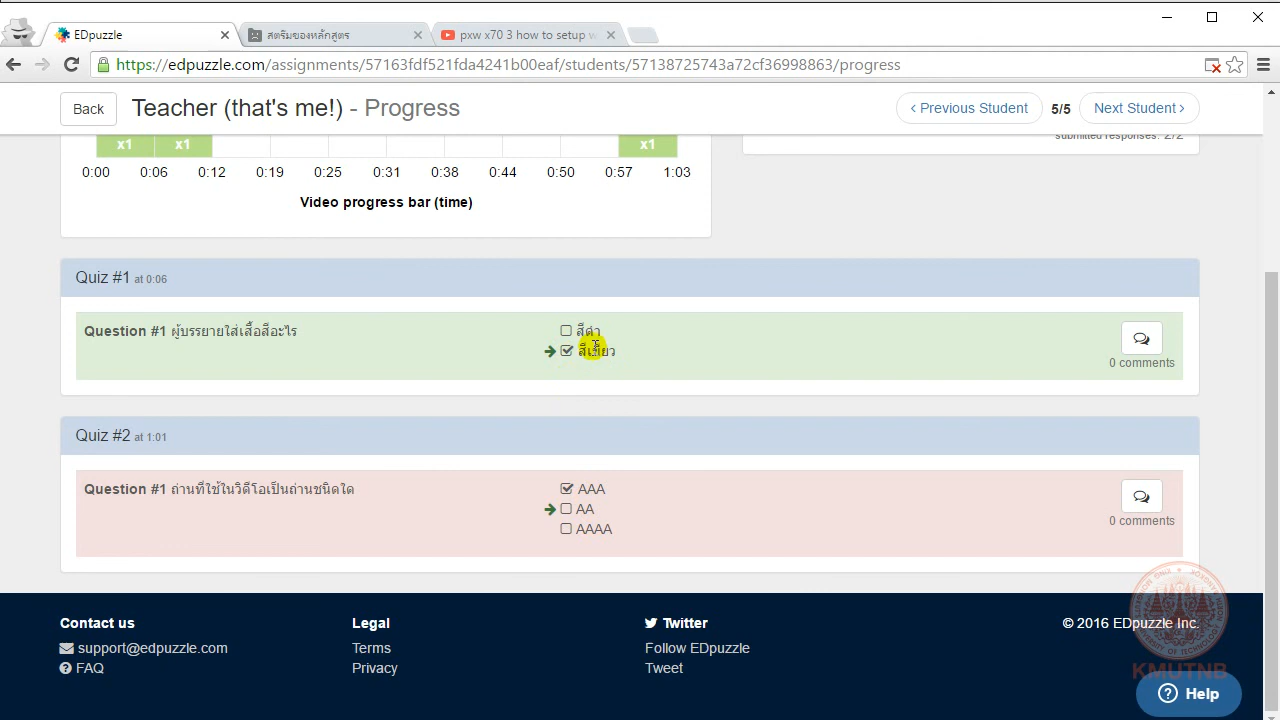 EDpuzzle
สตรีมของหลักสูตร
pxw x70 3 how to setup w
https://edpuzzle.com/assignments/57163fdf521fda4241b00eaf/students/57138725743a72cf36998863/progress
Back
Teacher (that's me!) - Progress
Previous Student
5/5
Next Student
submitted responses: 2/2
x1 x1 x1
0:00 0:06 0:12 0:19 0:25 0:31 0:38 0:44 0:50 0:57 1:03
Video progress bar (time)
Quiz #1 at 0:06
Question #1 ผู้บรรยายใส่เสื้อสีอะไร
สีดำ
สีเขียว
0 comments
Quiz #2 at 1:01
Question #1 ถ่านที่ใช้ในวิดีโอเป็นถ่านชนิดใด
AAA
AA
AAAA
0 comments
Contact us
support@edpuzzle.com
FAQ
Legal
Terms
Privacy
Twitter
Follow EDpuzzle
Tweet
© 2016 EDpuzzle Inc.
KMUTNB
Help